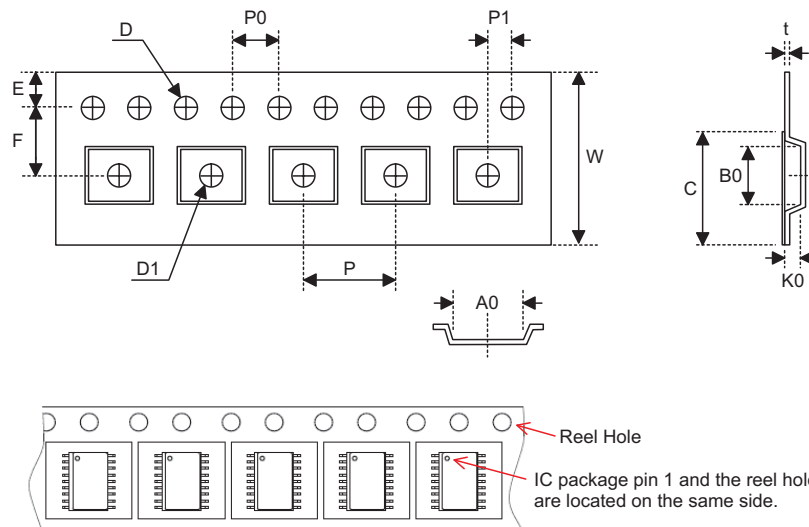 D
P0
P1
t
E
F
W
C
B0
D1
P
K0
A0
Reel Hole
IC package pin 1 and the reel hole
are located on the same side.